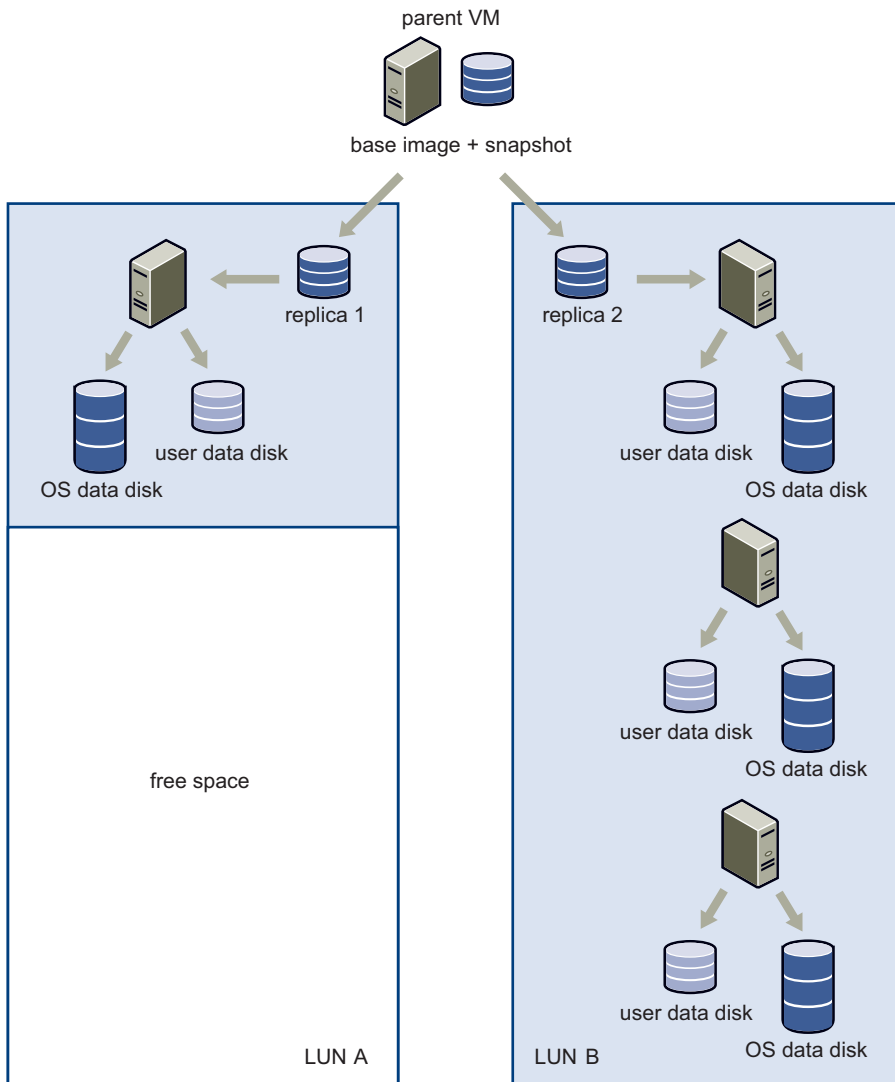 parent VM
base image + snapshot
replica 1
user data disk
OS data disk
free space
LUN A
replica 2
user data disk
OS data disk
user data disk
OS data disk
user data disk
OS data disk
LUN B